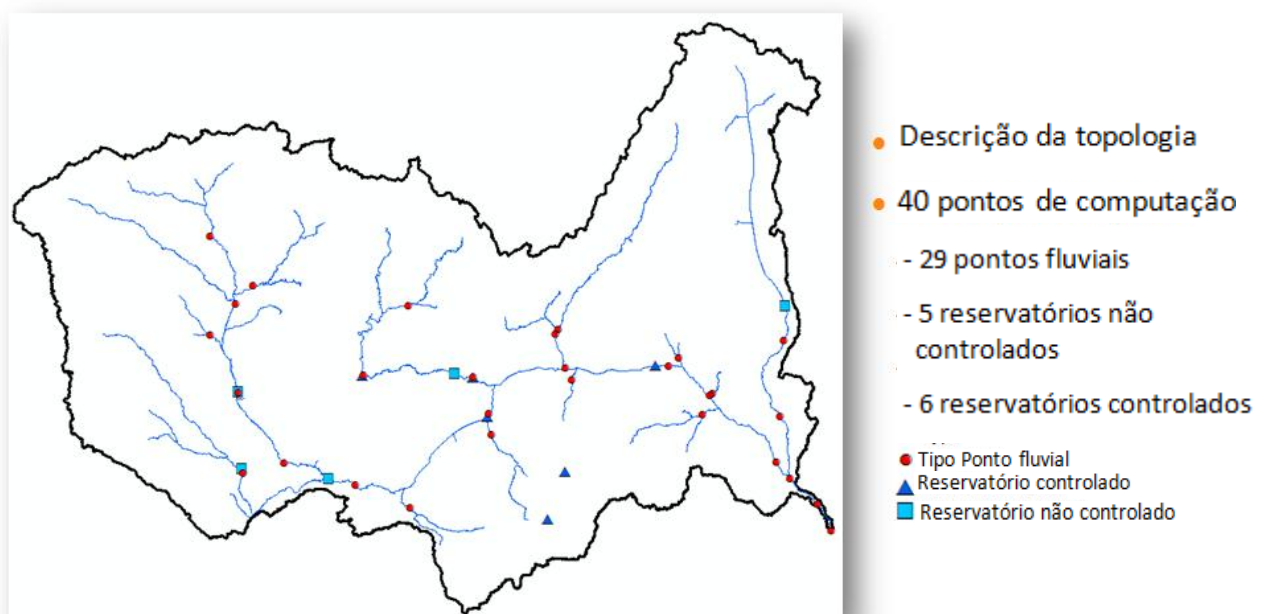 Descrição da topologia
40 pontos de computação
- 29 pontos fluviais
- 5 reservatórios não
controlados
- 6 reservatórios controlados
Tipo Ponto fluvial
Reservatório controlado
Reservatório não controlado